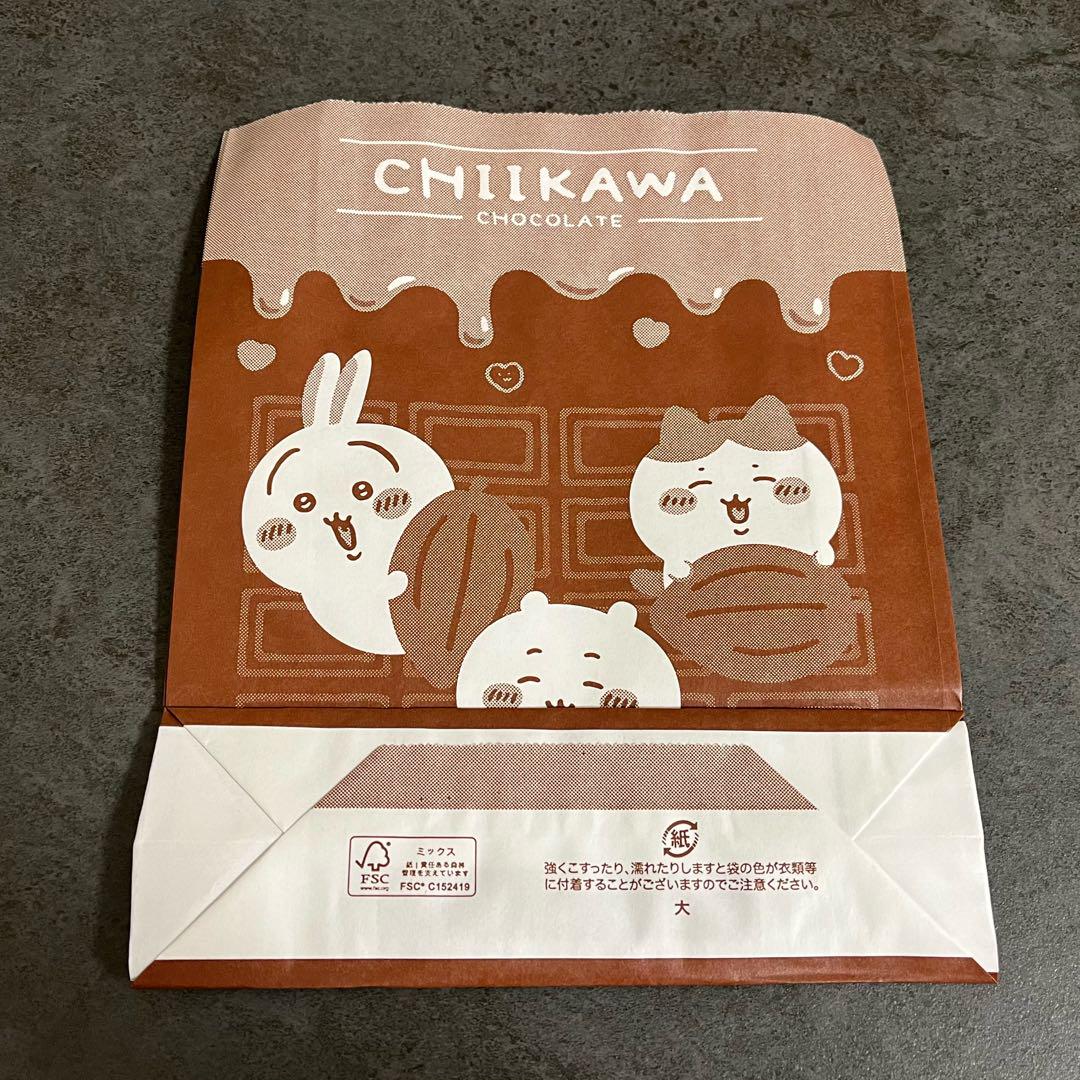 CHIIKAWA
CHOCOLATE
FSC
www.fsc.org
ミックス
紙|責任ある森林
管理を支えています
FSC® C152419
紙
強くこすったり、濡れたりしますと袋の色が衣類等
に付着することがございますのでご注意ください。
大